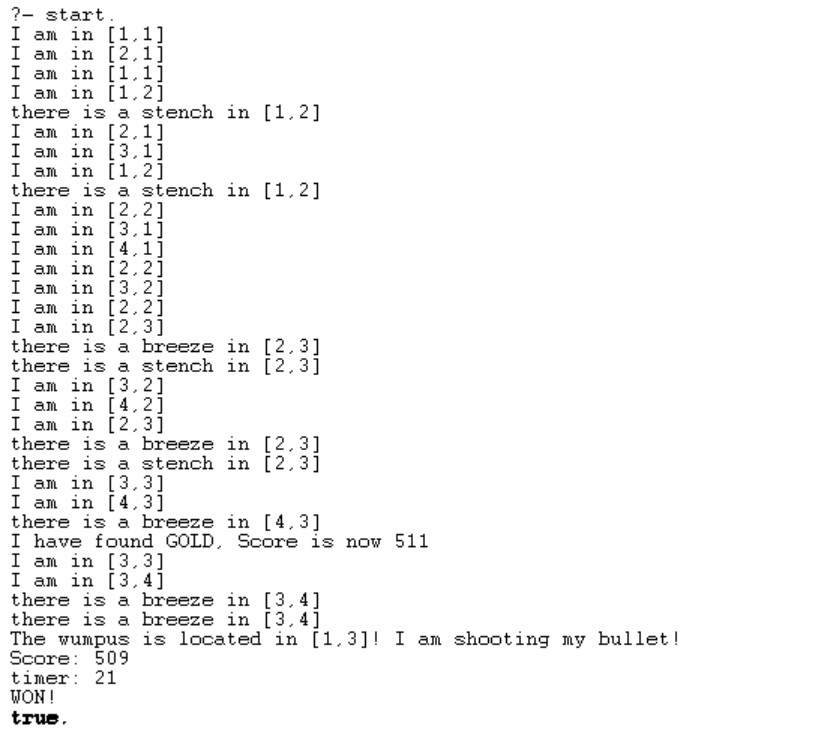 ?- start.
I am in [1,1]
I am in [2,1]
I am in [1,1]
I am in [1,2]
there is a stench in [1,2]
I am in [2,1]
I am in [3,1]
I am in [1,2]
there is a stench in [1,2]
I am in [2,2]
I am in [3,1]
I am in [4,1]
I am in [2,2]
I am in [3,2]
I am in [2,2]
I am in [2,3]
there is a breeze in [2,3]
there is a stench in [2,3]
I am in [3,2]
I am in [4,2]
I am in [2,3]
there is a breeze in [2,3]
there is a stench in [2,3]
I am in [3,3]
I am in [4,3]
there is a breeze in [4,3]
I have found GOLD, Score is now 511
I am in [3,3]
I am in [3,4]
there is a breeze in [3,4]
there is a breeze in [3,4]
The wumpus is located in [1,3]! I am shooting my bullet!
Score: 509
timer: 21
WON!
true.